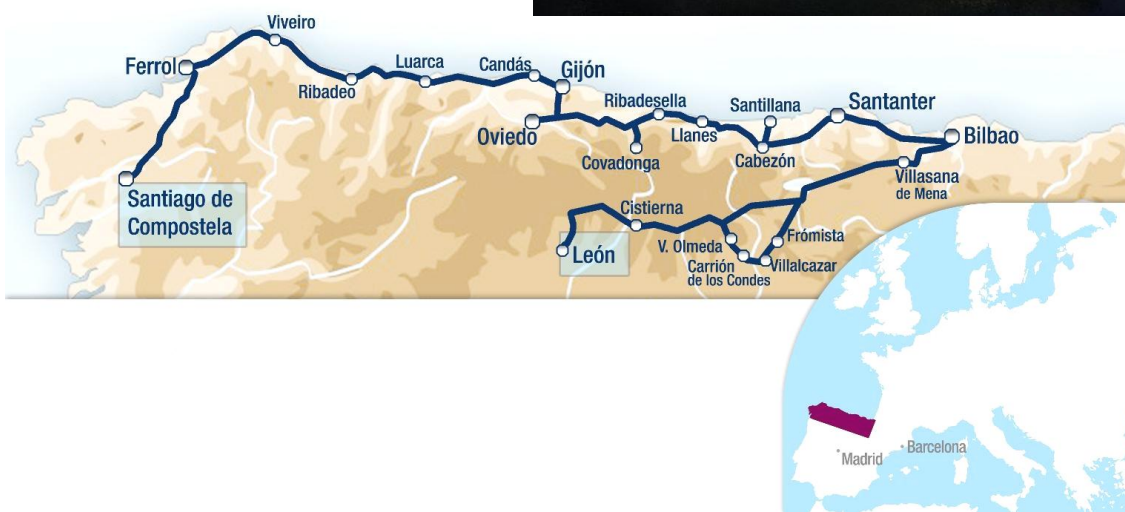 Viveiro
Ferrol
Ribadeo
Luarca
Candás
Gijón
Oviedo
Ribadesella
Covadonga
Llanes
Santillana
Cabezón
Santanter
Bilbao
Villasana
de Mena
Santiago de
Compostela
León
Cistierna
V. Olmeda
Carrión
de los Condes
Villalcazar
Frómista
Madrid
Barcelona